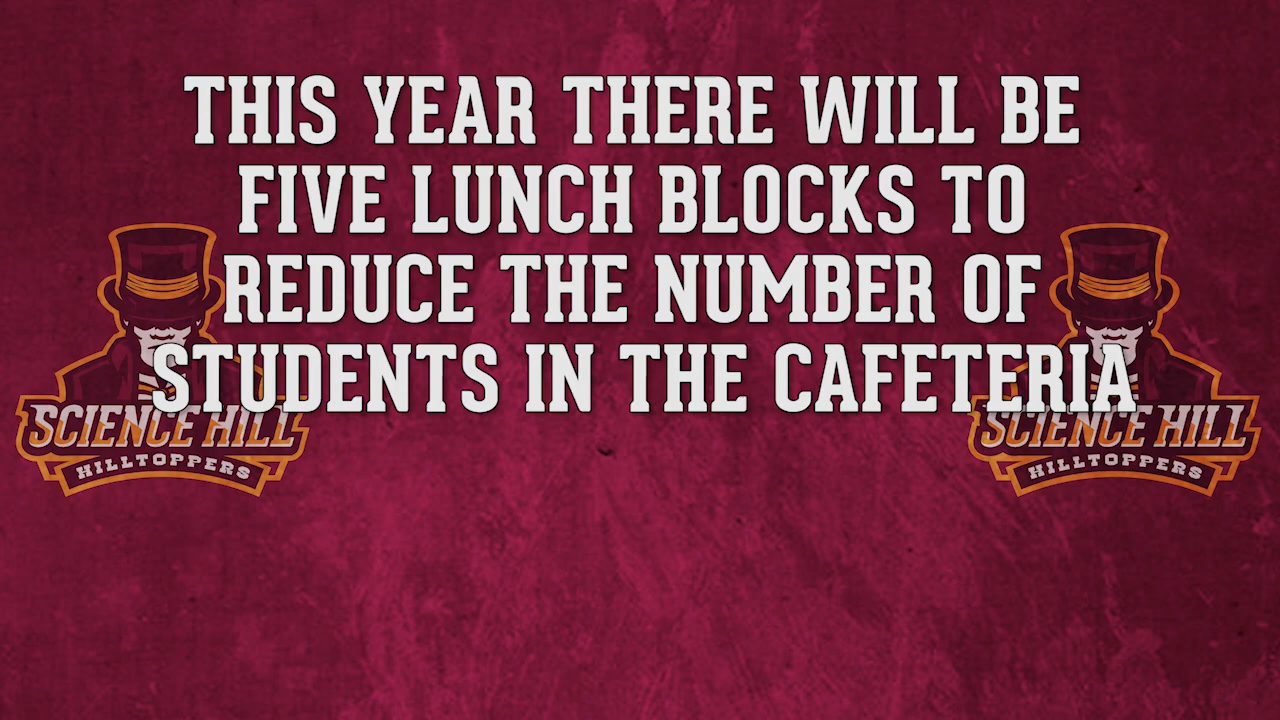 THIS YEAR THERE WILL BE
FIVE LUNCH BLOCKS TO
REDUCE THE NUMBER OF
STUDENTS IN THE CAFETERIA
SCIENCE HILL
HILLTOPPERS
SCIENCE HILL
HILLTOPPERS